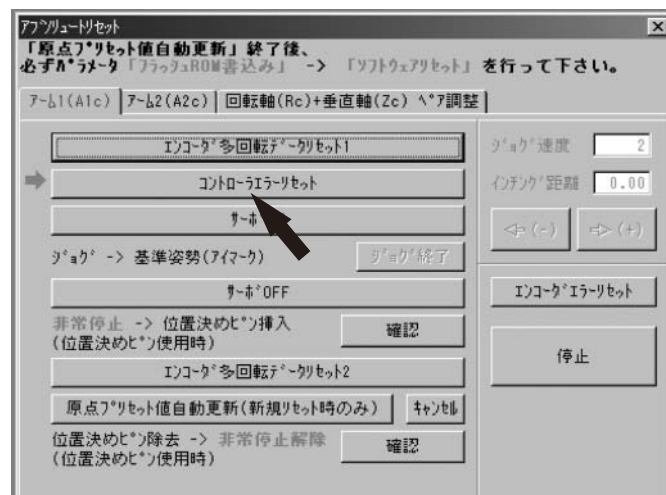 アブソリュートリセット
「原点プリセット値自動更新」終了後、
必ずパラメータ「フラッシュROM書込み」 -> 「ソフトウェアリセット」を行って下さい。
アーム1(A1c)
アーム2(A2c)
回転軸(Rc)+垂直軸(Zc) ペア調整
エンコーダ多回転データリセット1
コントローラエラーリセット
サーボ
ジョグ -> 基準姿勢(アイマーク)
ジョグ終了
サーボOFF
非常停止 -> 位置決めピン挿入
(位置決めピン使用時)
確認
エンコーダ多回転データリセット2
原点プリセット値自動更新(新規リセット時のみ)
キャンセル
位置決めピン除去 -> 非常停止解除
(位置決めピン使用時)
確認
ジョグ速度 2
インチング距離 0.00
(-)
(+)
エンコーダエラーリセット
停止